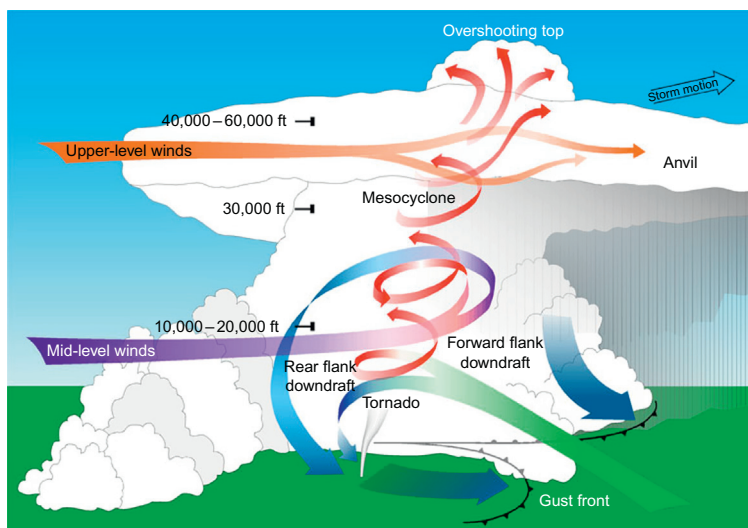 Overshooting top
Storm motion
40,000–60,000 ft
Upper-level winds
Anvil
Mesocyclone
30,000 ft
10,000–20,000 ft
Mid-level winds
Forward flank
downdraft
Rear flank
downdraft
Tornado
Gust front